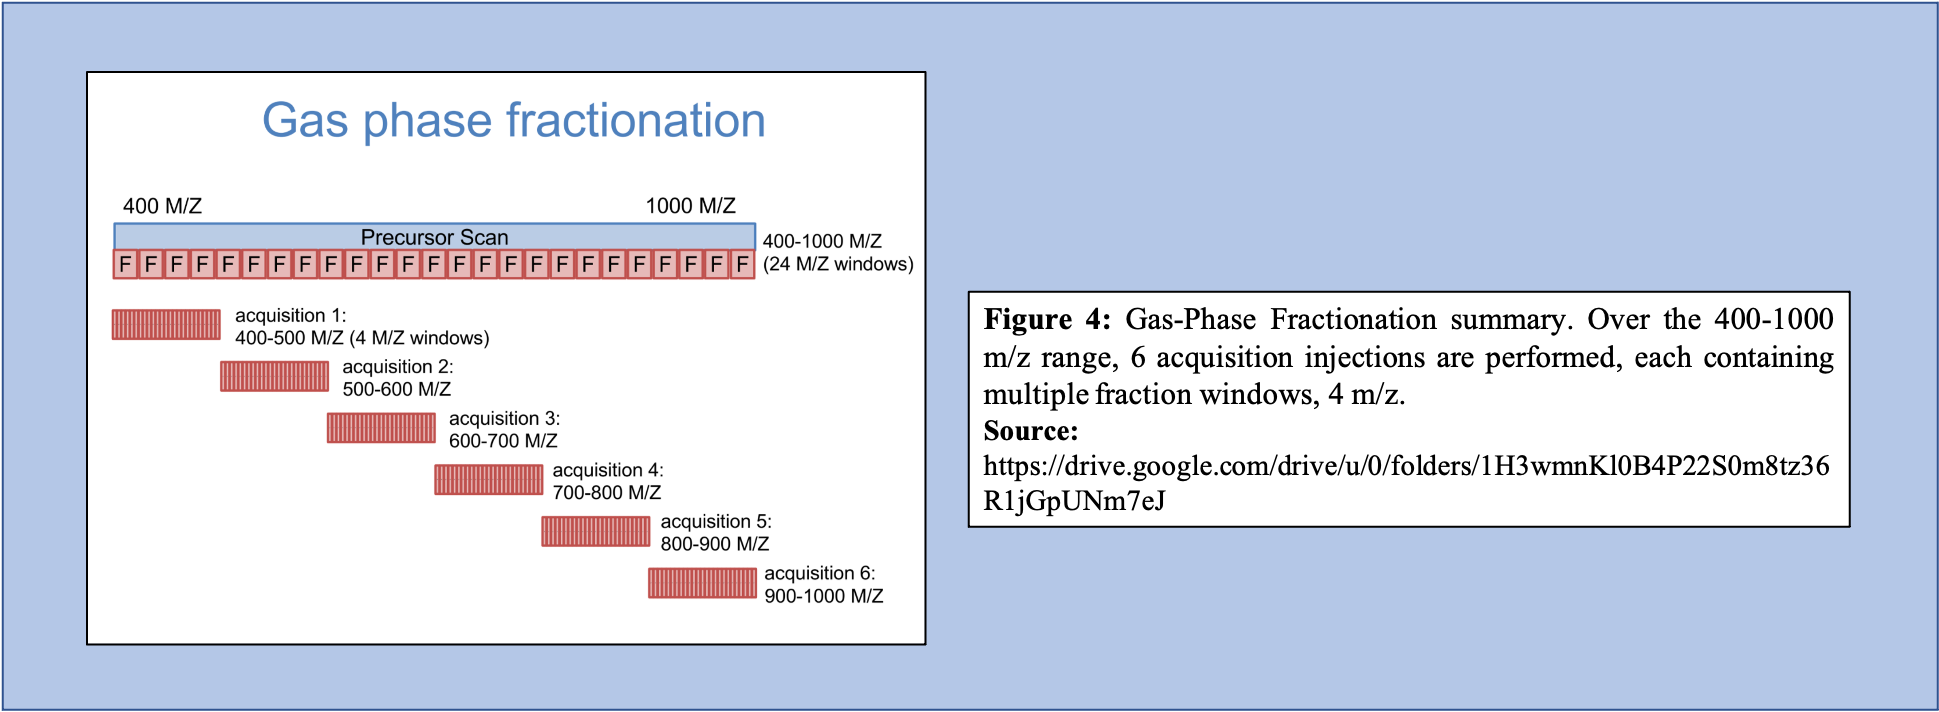 Gas phase fractionation
400 M/Z
1000 M/Z
Precursor Scan
400-1000 M/Z
(24 M/Z windows)
F F F F F F F F F F F F F F F F F F F F F F F F F
acquisition 1:
400-500 M/Z (4 M/Z windows)
acquisition 2:
500-600 M/Z
acquisition 3:
600-700 M/Z
acquisition 4:
700-800 M/Z
acquisition 5:
800-900 M/Z
acquisition 6:
900-1000 M/Z
Figure 4: Gas-Phase Fractionation summary. Over the 400-1000
m/z range, 6 acquisition injections are performed, each containing
multiple fraction windows, 4 m/z.
Source:
https://drive.google.com/drive/u/0/folders/1H3wmnKl0B4P22S0m8tz36
R1jGpUNm7eJ